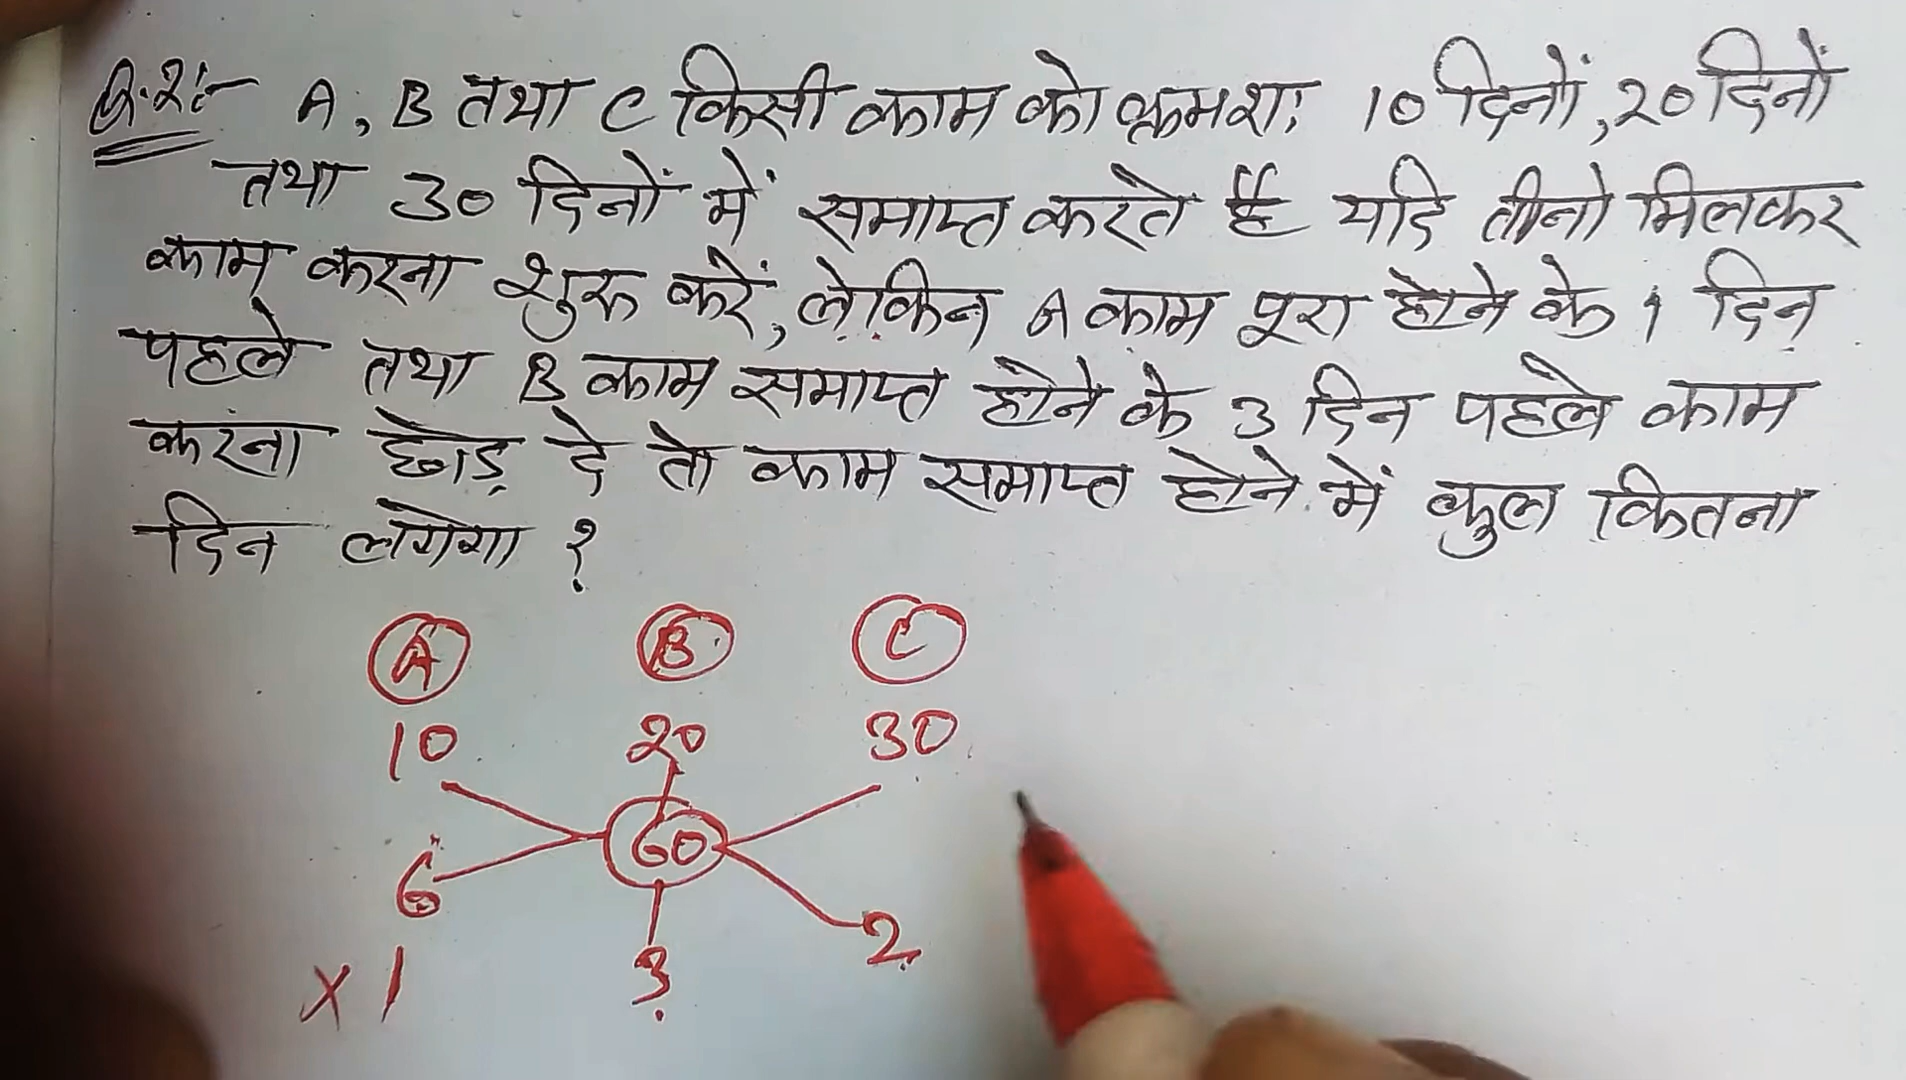 Q.2:- A, B तथा C किसी काम को क्रमशः 10 दिनों, 20 दिनों
तथा 30 दिनों में समाप्त करते हैं यदि तीनो मिलकर
काम करना शुरू करें, लेकिन A काम पूरा होने के 1 दिन
पहले तथा B काम समाप्त होने के 3 दिन पहले काम
करना छोड़ दे तो काम समाप्त होने में कुल कितना
दिन लगेगा ?
A B C
10 20 30
60
6 3 2
x 1